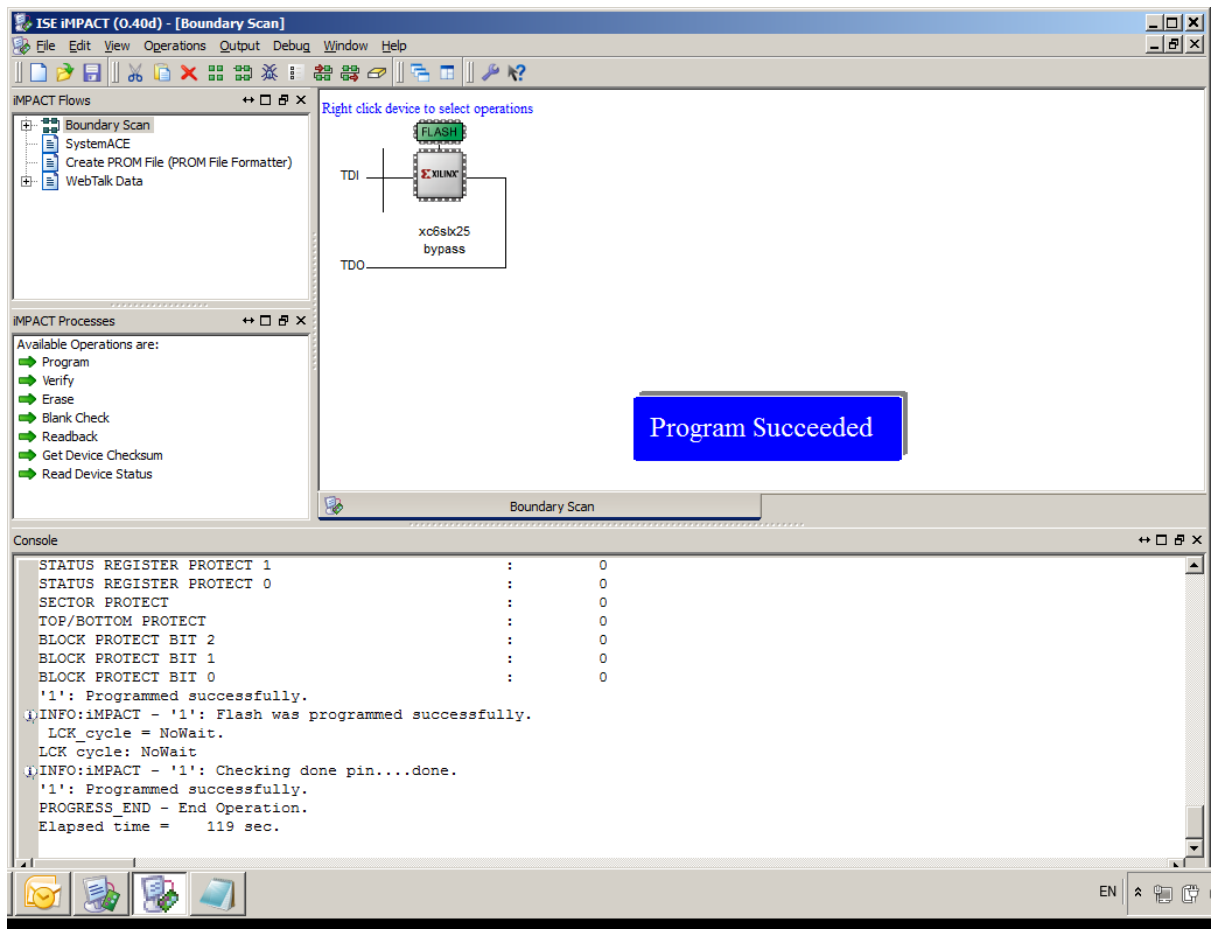 ISE iMPACT (O.40d) - [Boundary Scan]
File Edit View Operations Output Debug Window Help
iMPACT Flows
Boundary Scan
SystemACE
Create PROM File (PROM File Formatter)
WebTalk Data
Right click device to select operations
FLASH
TDI
XILINX
xc6slx25
bypass
TDO
iMPACT Processes
Available Operations are:
Program
Verify
Erase
Blank Check
Readback
Get Device Checksum
Read Device Status
Program Succeeded
Boundary Scan
Console
STATUS REGISTER PROTECT 1 : 0
STATUS REGISTER PROTECT 0 : 0
SECTOR PROTECT : 0
TOP/BOTTOM PROTECT : 0
BLOCK PROTECT BIT 2 : 0
BLOCK PROTECT BIT 1 : 0
BLOCK PROTECT BIT 0 : 0
'1': Programmed successfully.
INFO:iMPACT - '1': Flash was programmed successfully.
LCK_cycle = NoWait.
LCK cycle: NoWait
INFO:iMPACT - '1': Checking done pin....done.
'1': Programmed successfully.
PROGRESS_END - End Operation.
Elapsed time = 119 sec.
EN